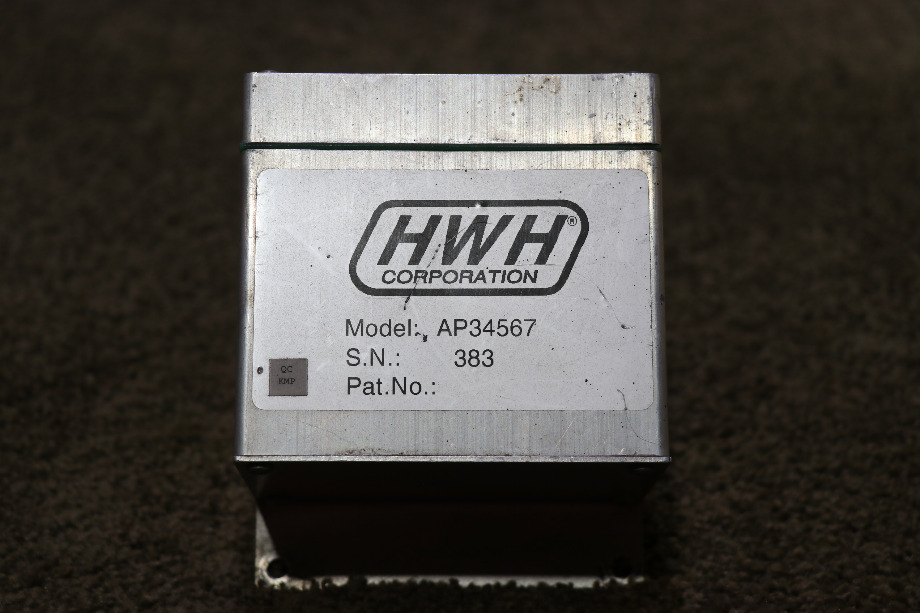 HWH®
CORPORATION
Model: AP34567
S.N.: 383
Pat.No.:
QC
RMP